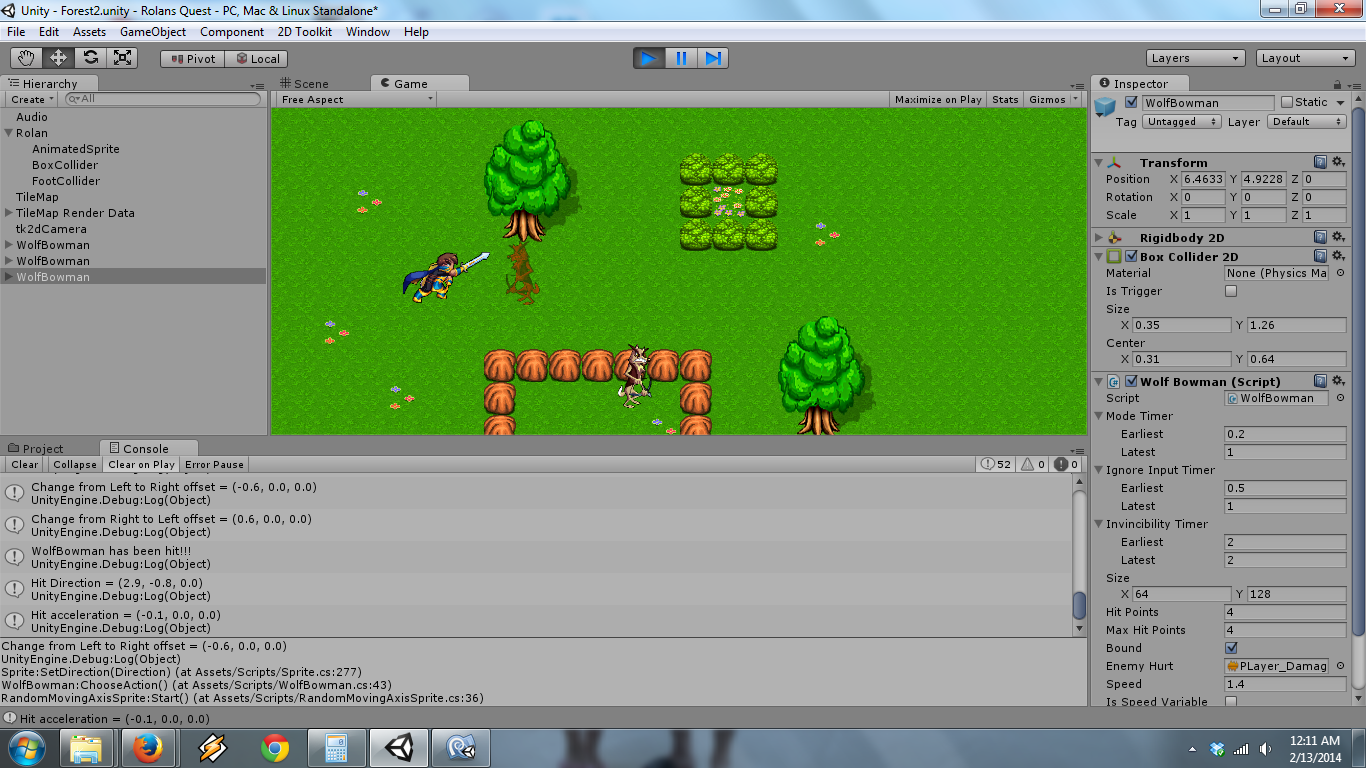 Unity - Forest2.unity - Rolans Quest - PC, Mac & Linux Standalone*
File Edit Assets GameObject Component 2D Toolkit Window Help
Pivot Local Layers Layout
Hierarchy
Create All
Audio
Rolan
AnimatedSprite
BoxCollider
FootCollider
TileMap
TileMap Render Data
tk2dCamera
WolfBowman
WolfBowman
WolfBowman
Scene Game
Free Aspect Maximize on Play Stats Gizmos
Inspector
WolfBowman Static
Tag Untagged Layer Default
Transform
Position X 6.4633 Y 4.9228 Z 0
Rotation X 0 Y 0 Z 0
Scale X 1 Y 1 Z 1
Rigidbody 2D
Box Collider 2D
Material None (Physics Ma
Is Trigger
Size
X 0.35 Y 1.26
Center
X 0.31 Y 0.64
Wolf Bowman (Script)
Script WolfBowman
Mode Timer
Earliest 0.2
Latest 1
Ignore Input Timer
Earliest 0.5
Latest 1
Invincibility Timer
Earliest 2
Latest 2
Size
X 64 Y 128
Hit Points 4
Max Hit Points 4
Bound
Enemy Hurt PLayer_Damag
Speed 1.4
Is Speed Variable
Project Console
Clear Collapse Clear on Play Error Pause 52 0 0
Change from Left to Right offset = (-0.6, 0.0, 0.0)
UnityEngine.Debug:Log(Object)
Change from Right to Left offset = (0.6, 0.0, 0.0)
UnityEngine.Debug:Log(Object)
WolfBowman has been hit!!!
UnityEngine.Debug:Log(Object)
Hit Direction = (2.9, -0.8, 0.0)
UnityEngine.Debug:Log(Object)
Hit acceleration = (-0.1, 0.0, 0.0)
UnityEngine.Debug:Log(Object)
Change from Left to Right offset = (-0.6, 0.0, 0.0)
UnityEngine.Debug:Log(Object)
Sprite:SetDirection(Direction) (at Assets/Scripts/Sprite.cs:277)
WolfBowman:ChooseAction() (at Assets/Scripts/WolfBowman.cs:43)
RandomMovingAxisSprite:Start() (at Assets/Scripts/RandomMovingAxisSprite.cs:36)
Hit acceleration = (-0.1, 0.0, 0.0)
12:11 AM
2/13/2014